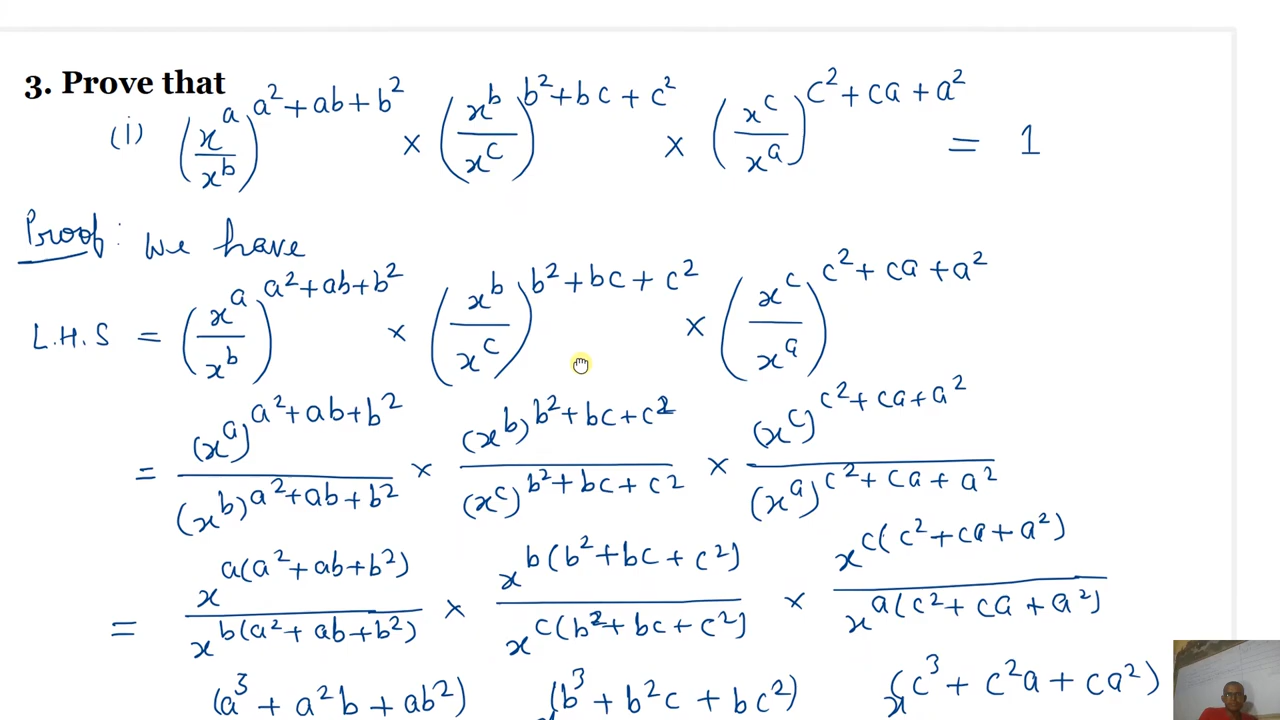 3. Prove that
(i) (x^a/x^b)^a²+ab+b² × (x^b/x^c)^b²+bc+c² × (x^c/x^a)^c²+ca+a² = 1
Proof: We have
L.H.S = (x^a/x^b)^a²+ab+b² × (x^b/x^c)^b²+bc+c² × (x^c/x^a)^c²+ca+a²
= (x^a)^a²+ab+b²/(x^b)^a²+ab+b² × (x^b)^b²+bc+c²/(x^c)^b²+bc+c² × (x^c)^c²+ca+a²/(x^a)^c²+ca+a²
= x^a(a²+ab+b²)/x^b(a²+ab+b²) × x^b(b²+bc+c²)/x^c(b²+bc+c²) × x^c(c²+ca+a²)/x^a(c²+ca+a²)
(a³+a²b+ab²) (b³+b²c+bc²) x^(c³+c²a+ca²)